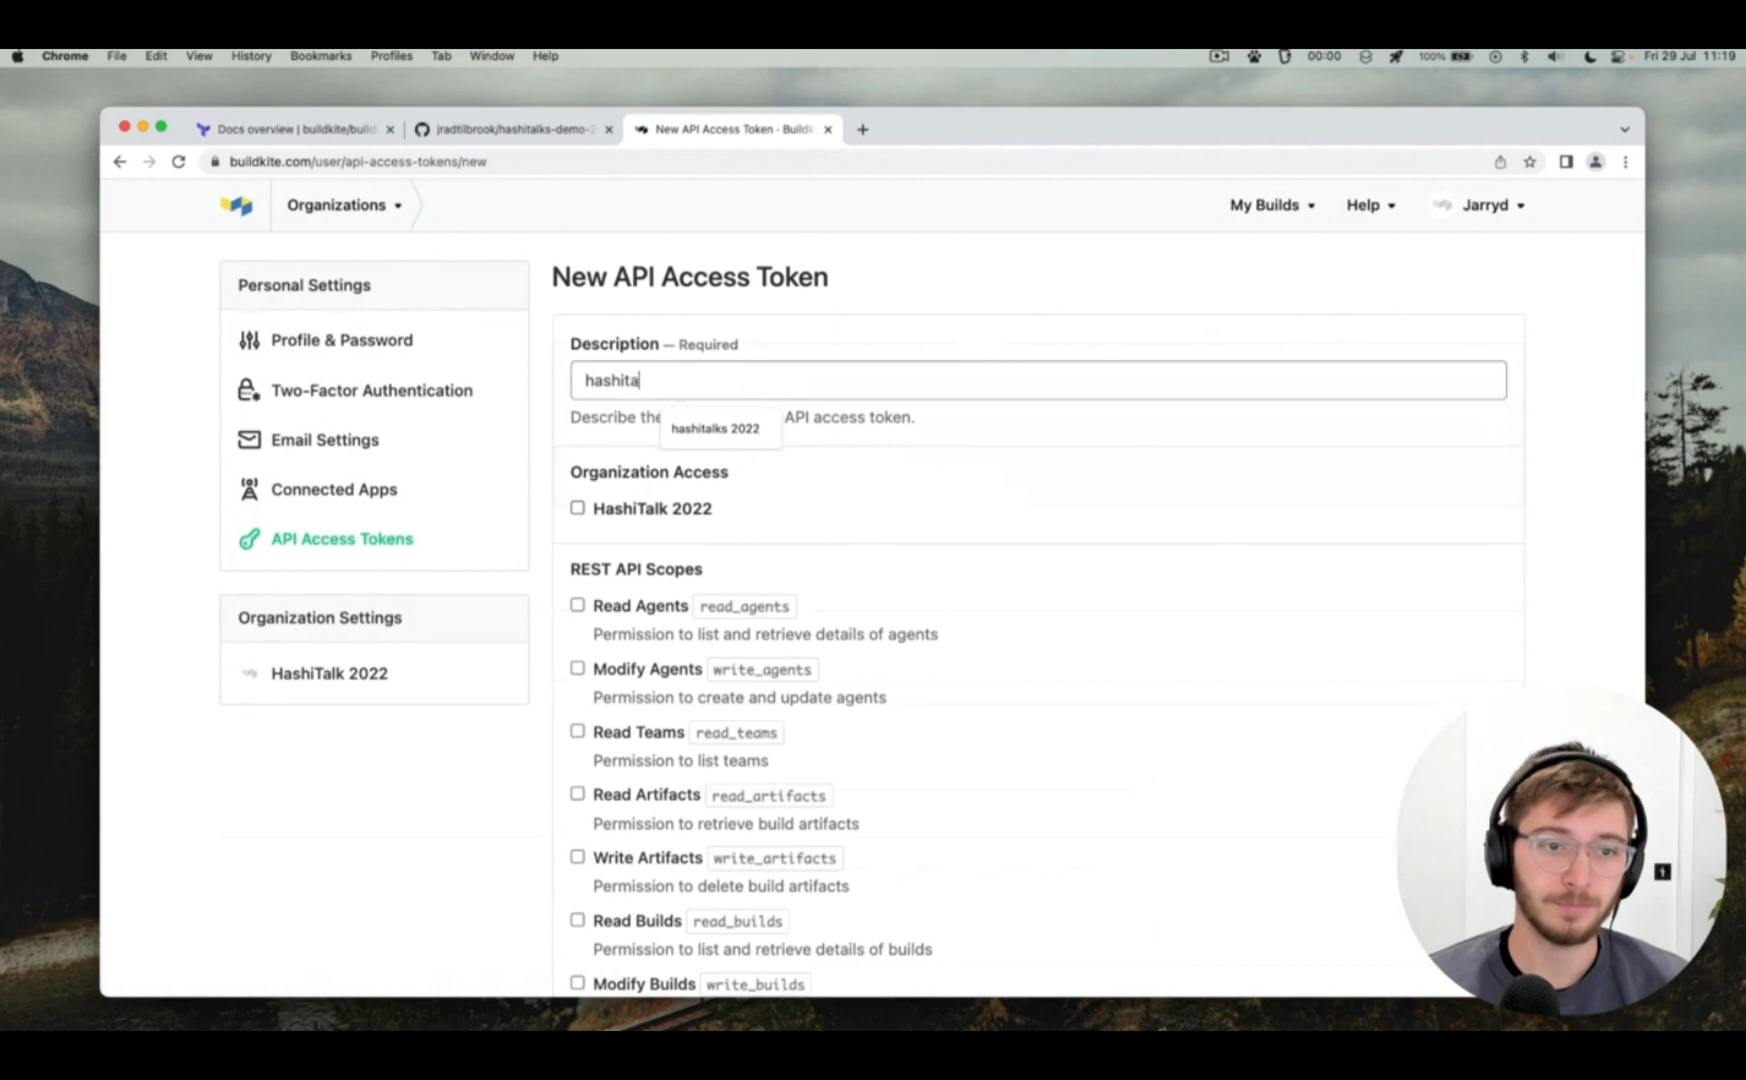 Chrome File Edit View History Bookmarks Profiles Tab Window Help 00:00 100% Fri 29 Jul 11:19
Docs overview | buildkite/build
jradtilbrook/hashitalks-demo-2
New API Access Token - Buildk
buildkite.com/user/api-access-tokens/new
Organizations
My Builds
Help
Jarryd
Personal Settings
Profile & Password
Two-Factor Authentication
Email Settings
Connected Apps
API Access Tokens
Organization Settings
HashiTalk 2022
New API Access Token
Description — Required
hashita
Describe the API access token.
hashitalks 2022
Organization Access
HashiTalk 2022
REST API Scopes
Read Agents read_agents
Permission to list and retrieve details of agents
Modify Agents write_agents
Permission to create and update agents
Read Teams read_teams
Permission to list teams
Read Artifacts read_artifacts
Permission to retrieve build artifacts
Write Artifacts write_artifacts
Permission to delete build artifacts
Read Builds read_builds
Permission to list and retrieve details of builds
Modify Builds write_builds